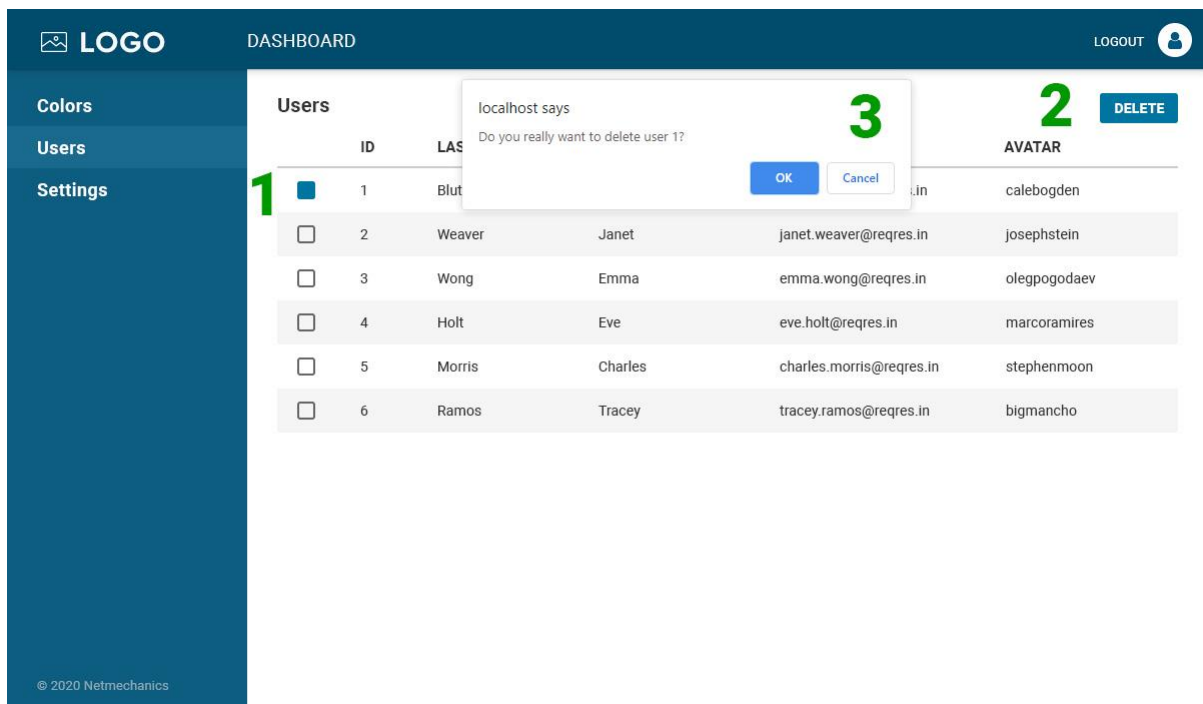 LOGO
DASHBOARD
LOGOUT
Colors
Users
Settings
© 2020 Netmechanics
Users
2
DELETE
localhost says
3
Do you really want to delete user 1?
OK
Cancel
ID LAS AVATAR
1
1 Blut .in calebogden
2 Weaver Janet janet.weaver@reqres.in josephstein
3 Wong Emma emma.wong@reqres.in olegpogodaev
4 Holt Eve eve.holt@reqres.in marcoramires
5 Morris Charles charles.morris@reqres.in stephenmoon
6 Ramos Tracey tracey.ramos@reqres.in bigmancho